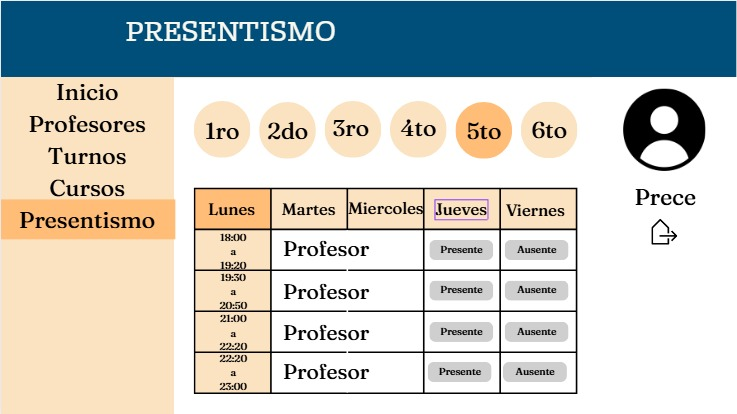 PRESENTISMO
Inicio
Profesores
Turnos
Cursos
Presentismo
1ro 2do 3ro 4to 5to 6to
Prece
Lunes Martes Miercoles Jueves Viernes
18:00
a
19:20
Profesor Presente Ausente
19:30
a
20:50
Profesor Presente Ausente
21:00
a
22:20
Profesor Presente Ausente
22:20
a
23:00
Profesor Presente Ausente